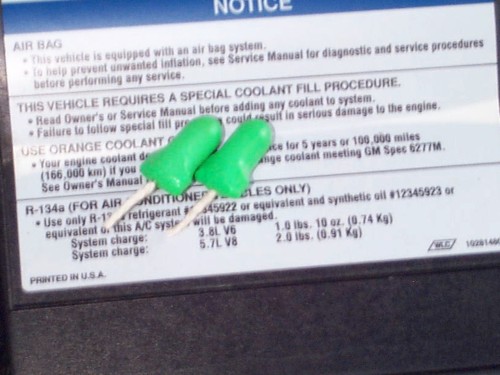 NOTICE
AIR BAG
• This vehicle is equipped with an air bag system.
• To help prevent unwanted inflation, see Service Manual for diagnostic and service procedures
before performing any service.
THIS VEHICLE REQUIRES A SPECIAL COOLANT FILL PROCEDURE.
• Read Owner's or Service Manual before adding any coolant to system.
• Failure to follow special fill could result in serious damage to the engine.
USE ORANGE COOLANT
• Your engine coolant for 5 years or 100,000 miles
(166,000 km) if you coolant meeting GM Spec 6277M.
See Owner's Manual
R-134a (FOR AIR CONDITIONED ONLY)
• Use only refrigerant or equivalent and synthetic oil #12345923 or
equivalent or this A/C system will be damaged.
System charge: 3.8L V6 1.0 lbs. 10 oz. (0.74 Kg)
System charge: 5.7L V8 2.0 lbs. (0.91 Kg)
WLC
PRINTED IN U.S.A.